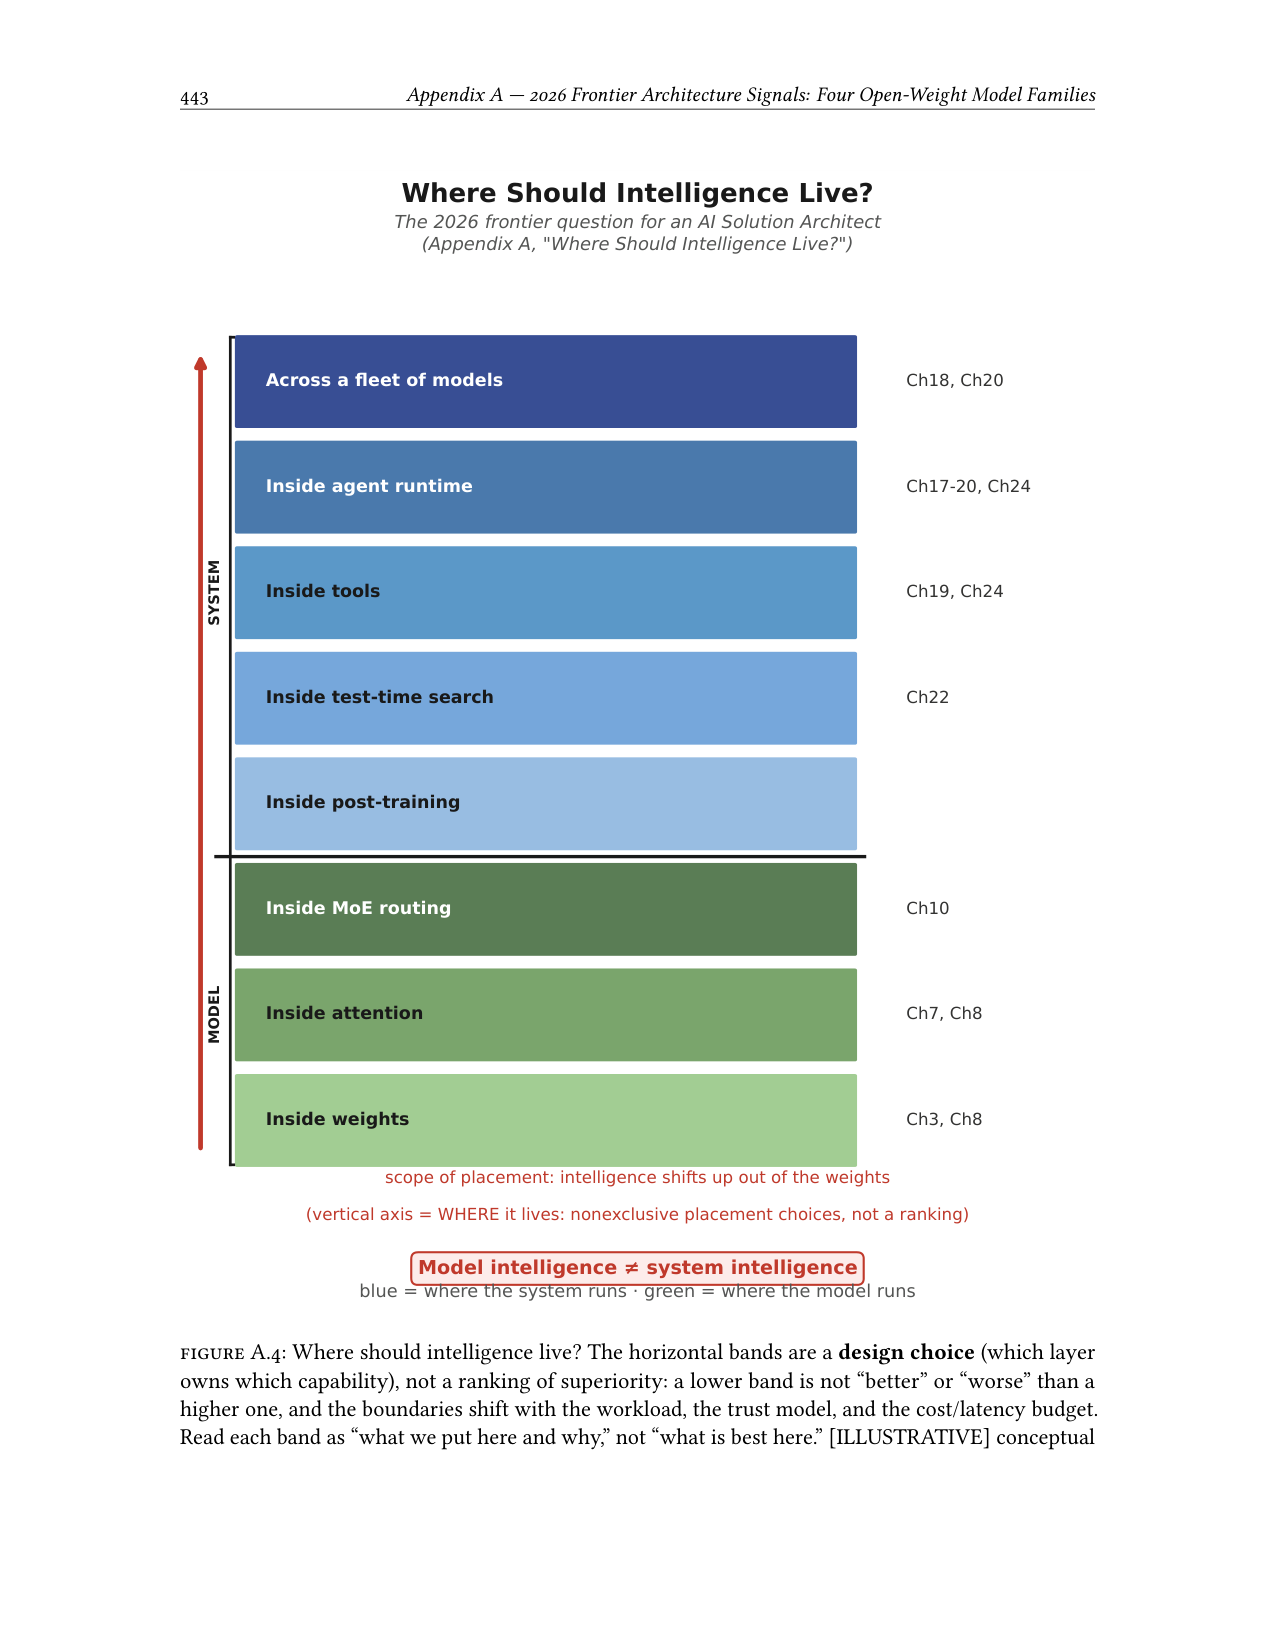 443
Appendix A — 2026 Frontier Architecture Signals: Four Open-Weight Model Families
Where Should Intelligence Live?
The 2026 frontier question for an AI Solution Architect
(Appendix A, "Where Should Intelligence Live?")
SYSTEM
Across a fleet of models
Ch18, Ch20
Inside agent runtime
Ch17-20, Ch24
Inside tools
Ch19, Ch24
Inside test-time search
Ch22
Inside post-training
MODEL
Inside MoE routing
Ch10
Inside attention
Ch7, Ch8
Inside weights
Ch3, Ch8
scope of placement: intelligence shifts up out of the weights
(vertical axis = WHERE it lives: nonexclusive placement choices, not a ranking)
Model intelligence ≠ system intelligence
blue = where the system runs · green = where the model runs
FIGURE A.4: Where should intelligence live? The horizontal bands are a design choice (which layer
owns which capability), not a ranking of superiority: a lower band is not “better” or “worse” than a
higher one, and the boundaries shift with the workload, the trust model, and the cost/latency budget.
Read each band as “what we put here and why,” not “what is best here.” [ILLUSTRATIVE] conceptual